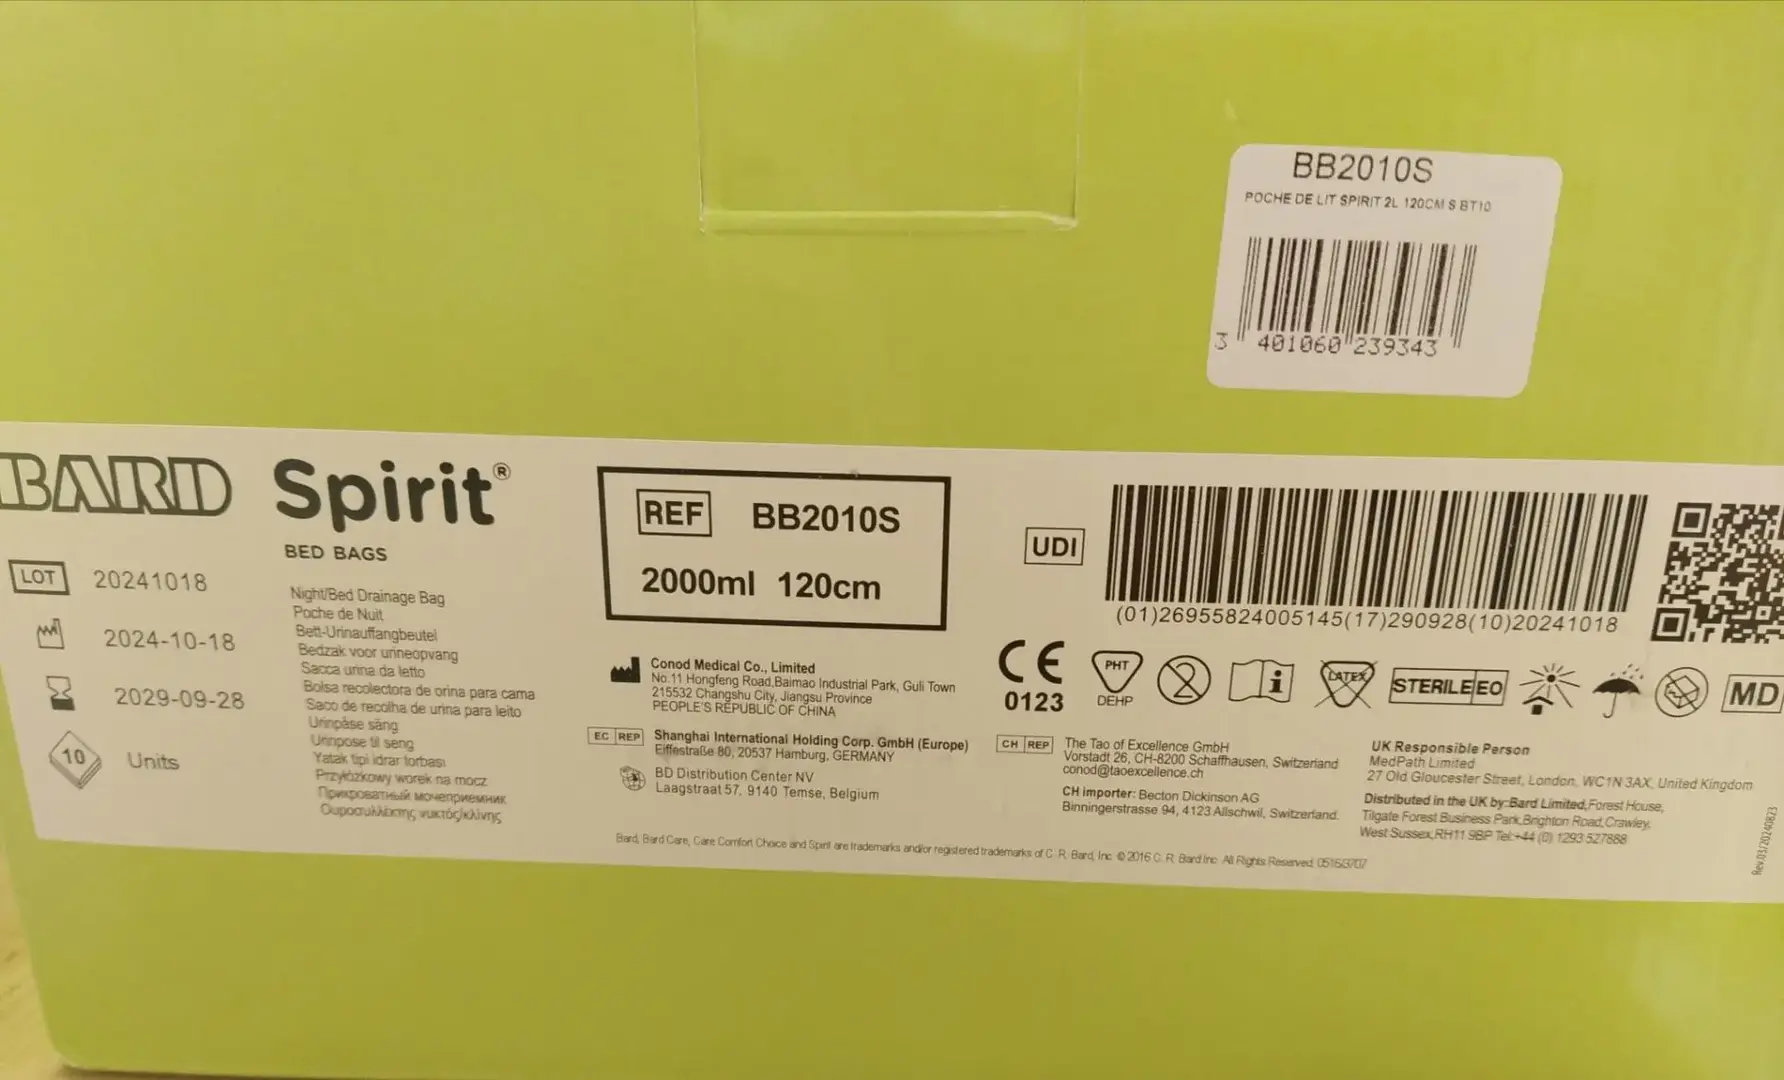 BB2010S
POCHE DE LIT SPIRIT 2L 120CM S BT10
3 401060 239343
BARD Spirit®
BED BAGS
LOT 20241018
2024-10-18
2029-09-28
10 Units
Night/Bed Drainage Bag
Poche de Nuit
Bett-Urinauffangbeutel
Bedzak voor urineopvang
Sacca urina da letto
Bolsa recolectora de orina para cama
Saco de recolha de urina para leito
Urinpåse säng
Urinpose til seng
Yatak tipi idrar torbası
Przyłóżkowy worek na mocz
Прикроватный мочеприемник
Ουροσυλλέκτης νυκτός/κλίνης
REF BB2010S
2000ml 120cm
Conod Medical Co., Limited
No.11 Hongfeng Road,Baimao Industrial Park, Guli Town
215532 Changshu City, Jiangsu Province
PEOPLE'S REPUBLIC OF CHINA
EC REP Shanghai International Holding Corp. GmbH (Europe)
Eiffestraße 80, 20537 Hamburg, GERMANY
BD Distribution Center NV
Laagstraat 57, 9140 Temse, Belgium
UDI
(01)26955824005145(17)290928(10)20241018
CE
0123
PHT
DEHP
2
i
LATEX
STERILE EO
MD
CH REP The Tao of Excellence GmbH
Vorstadt 26, CH-8200 Schaffhausen, Switzerland
conod@taoexcellence.ch
CH importer: Becton Dickinson AG
Binningerstrasse 94, 4123 Allschwil, Switzerland.
UK Responsible Person
MedPath Limited
27 Old Gloucester Street, London, WC1N 3AX, United Kingdom
Distributed in the UK by:Bard Limited,Forest House,
Tilgate Forest Business Park,Brighton Road,Crawley,
West Sussex,RH11 9BP Tel:+44 (0) 1293 527888
Bard, Bard Care, Care Comfort Choice and Spirit are trademarks and/or registered trademarks of C. R. Bard, Inc. © 2016 C. R. Bard Inc. All Rights Reserved. 0516/3707
Rev.03/20240823